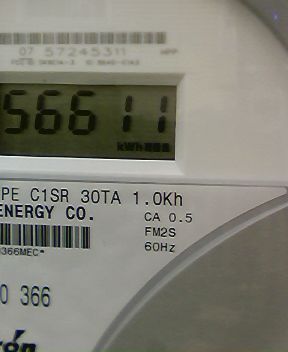 07 57245311
56611
kWh
PE C1SR 30TA 1.0Kh
ENERGY CO.
CA 0.5
FM2S
60Hz
366MEC*
0 366